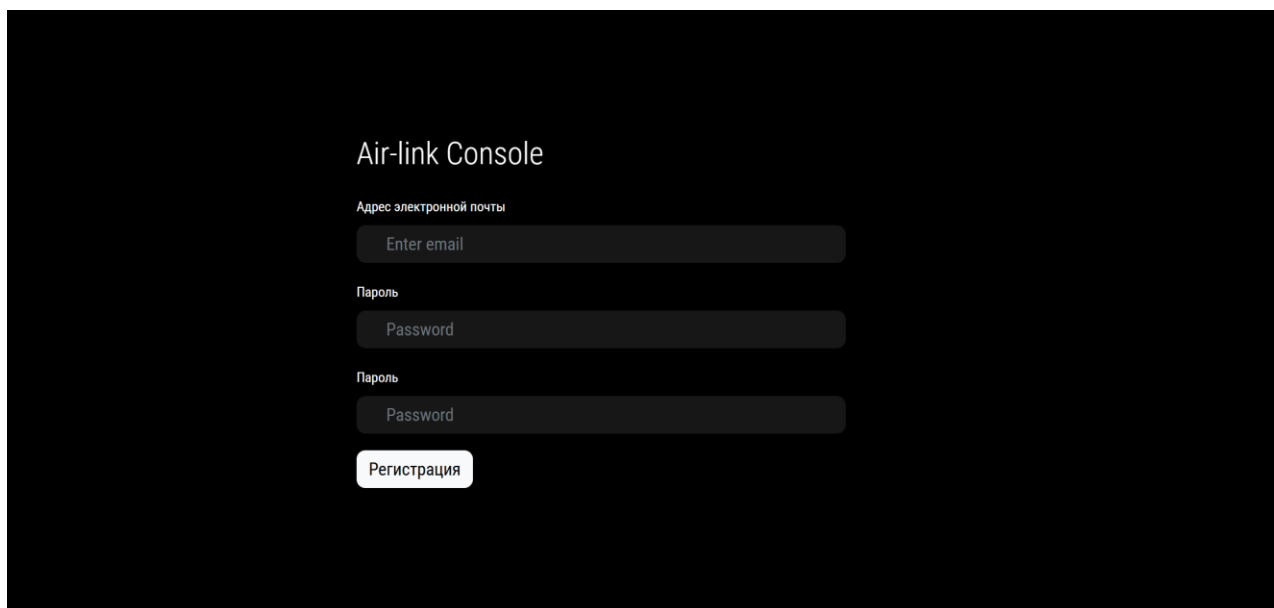 Air-link Console
Адрес электронной почты
Enter email
Пароль
Password
Пароль
Password
Регистрация